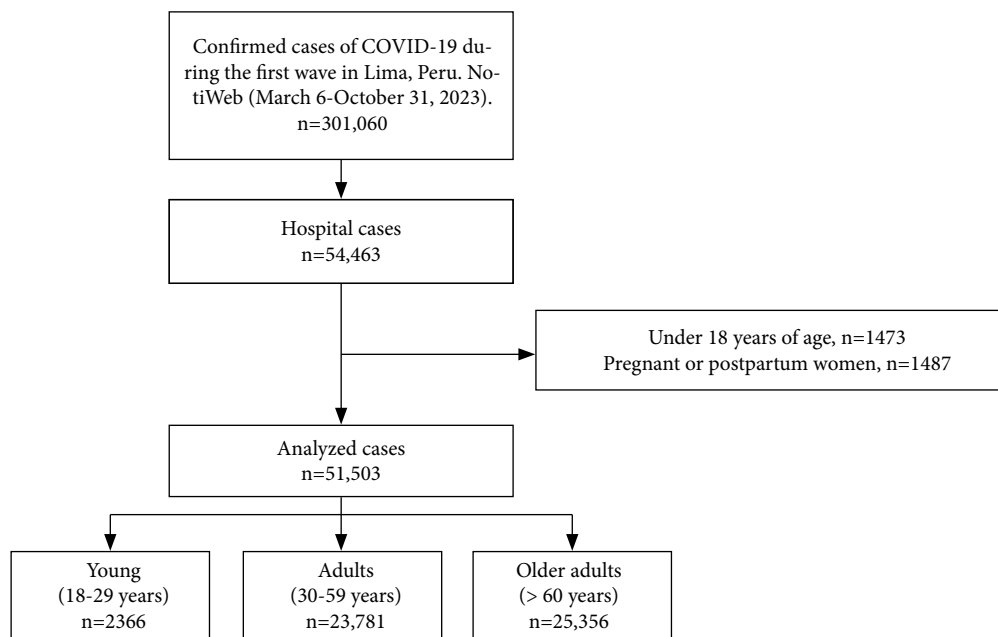 Confirmed cases of COVID-19 du-
ring the first wave in Lima, Peru. No-
tiWeb (March 6-October 31, 2023).
n=301,060
Hospital cases
n=54,463
Under 18 years of age, n=1473
Pregnant or postpartum women, n=1487
Analyzed cases
n=51,503
Young
(18-29 years)
n=2366
Adults
(30-59 years)
n=23,781
Older adults
(> 60 years)
n=25,356